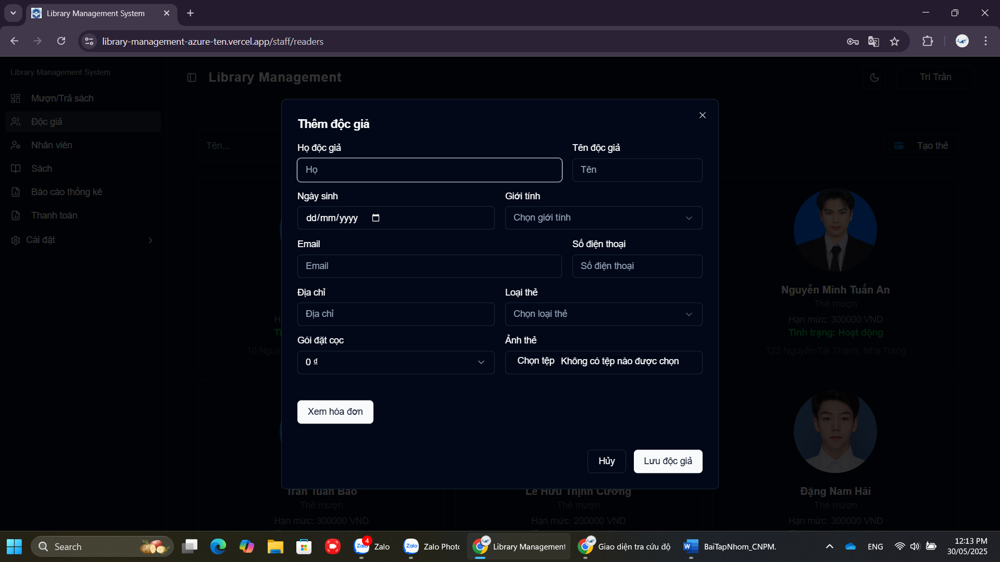 Library Management System
library-management-azure-ten.vercel.app/staff/readers
Library Management System
Library Management
Trí Trần
Mượn/Trả sách
Độc giả
Nhân viên
Sách
Báo cáo thống kê
Thanh toán
Cài đặt
Tên...
Tạo thẻ
Thêm độc giả
Họ độc giả
Tên độc giả
Họ
Tên
Ngày sinh
Giới tính
dd/mm/yyyy
Chọn giới tính
Email
Số điện thoại
Email
Số điện thoại
Địa chỉ
Loại thẻ
Địa chỉ
Chọn loại thẻ
Gói đặt cọc
Ảnh thẻ
0 ₫
Chọn tệp Không có tệp nào được chọn
Xem hóa đơn
Hủy
Lưu độc giả
Nguyễn Minh Tuấn An
Thẻ mượn
Hạn mức: 300000 VND
Tình trạng: Hoạt động
123 Nguyễn Tất Thành, Nha Trang
Trần Tuấn Bảo
Thẻ mượn
Hạn mức: 300000 VND
Lê Hữu Thịnh Cường
Thẻ mượn
Hạn mức: 200000 VND
Đặng Nam Hải
Thẻ mượn
Hạn mức: 300000 VND
Search
4
Zalo
Zalo
Zalo
Zalo Phot
Library Management
Giao diện tra cứu độ
BaiTapNhom_CNPM.
ENG
12:13 PM
30/05/2025